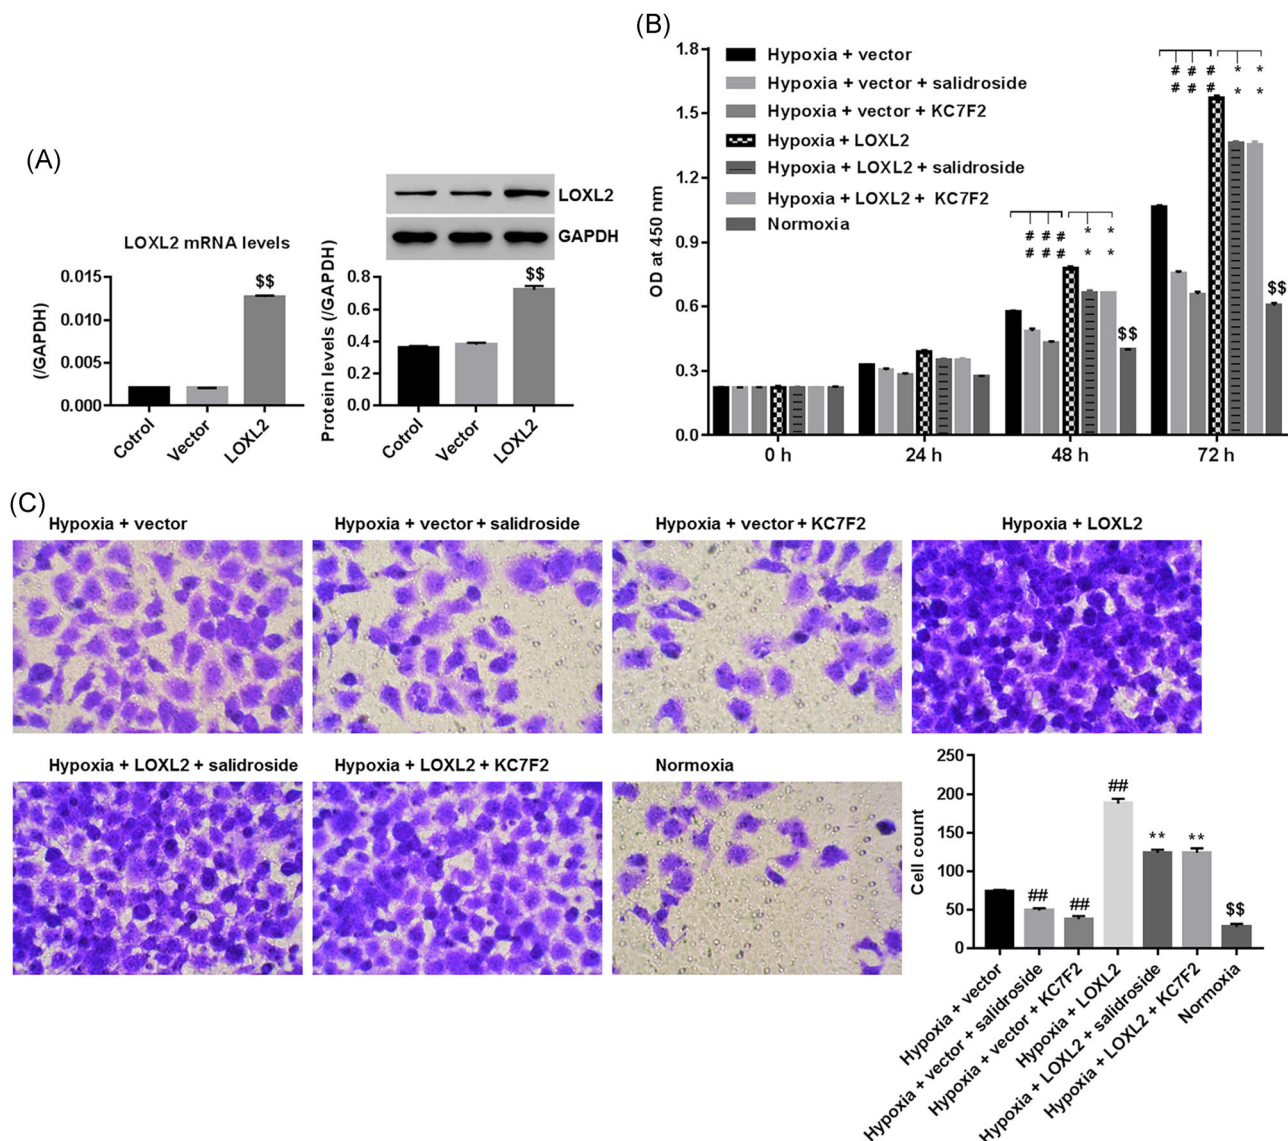 (A)
LOXL2 mRNA levels
(/GAPDH)
0.015
0.010
0.005
0.000
$$
Cotrol
Vector
LOXL2
LOXL2
GAPDH
Protein levels (/GAPDH)
0.8
0.6
0.4
0.2
0.0
$$
Cotrol
Vector
LOXL2
(B)
OD at 450 nm
1.8
1.5
1.2
0.9
0.6
0.3
0.0
Hypoxia + vector
Hypoxia + vector + salidroside
Hypoxia + vector + KC7F2
Hypoxia + LOXL2
Hypoxia + LOXL2 + salidroside
Hypoxia + LOXL2 + KC7F2
Normoxia
# # # * *
# # # * *
$$
# # # * *
# # # * *
$$
0 h
24 h
48 h
72 h
(C)
Hypoxia + vector
Hypoxia + vector + salidroside
Hypoxia + vector + KC7F2
Hypoxia + LOXL2
Hypoxia + LOXL2 + salidroside
Hypoxia + LOXL2 + KC7F2
Normoxia
Cell count
250
200
150
100
50
0
##
##
##
**
**
$$
Hypoxia + vector
Hypoxia + vector + salidroside
Hypoxia + vector + KC7F2
Hypoxia + LOXL2
Hypoxia + LOXL2 + salidroside
Hypoxia + LOXL2 + KC7F2
Normoxia